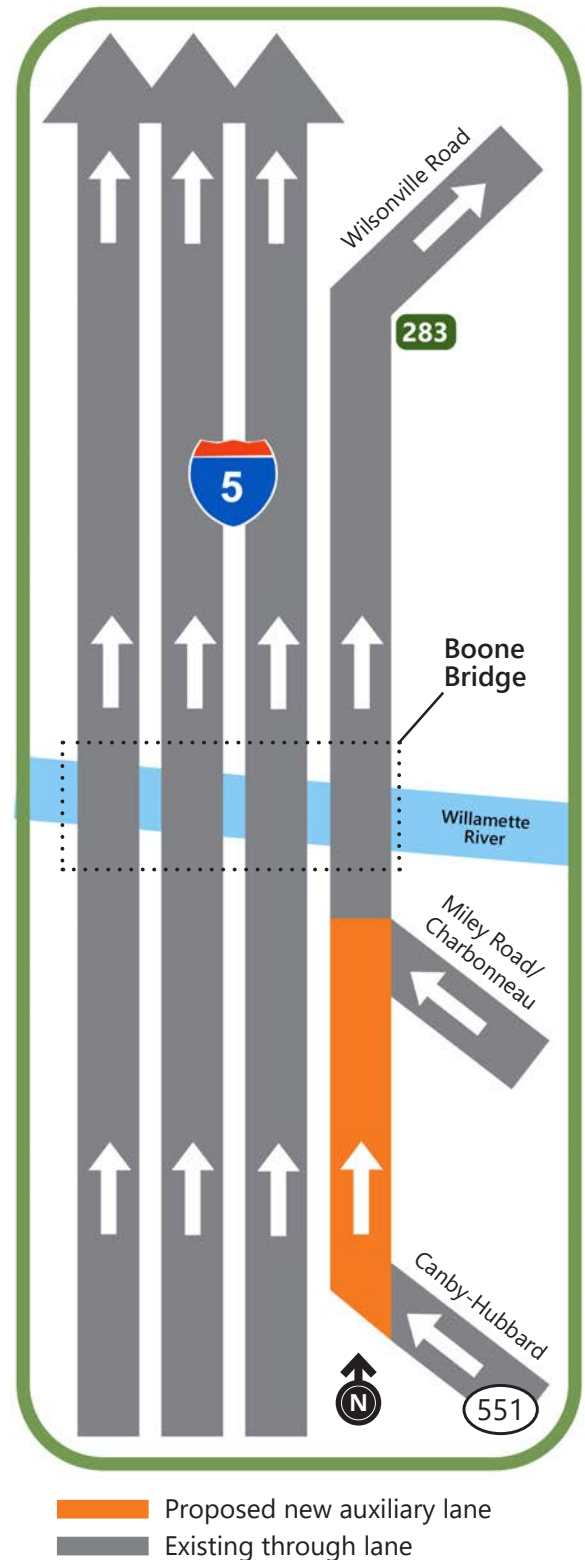 Wilsonville Road
283
5
Boone
Bridge
Willamette
River
Miley Road/
Charbonneau
Canby-Hubbard
N
551
Proposed new auxiliary lane
Existing through lane